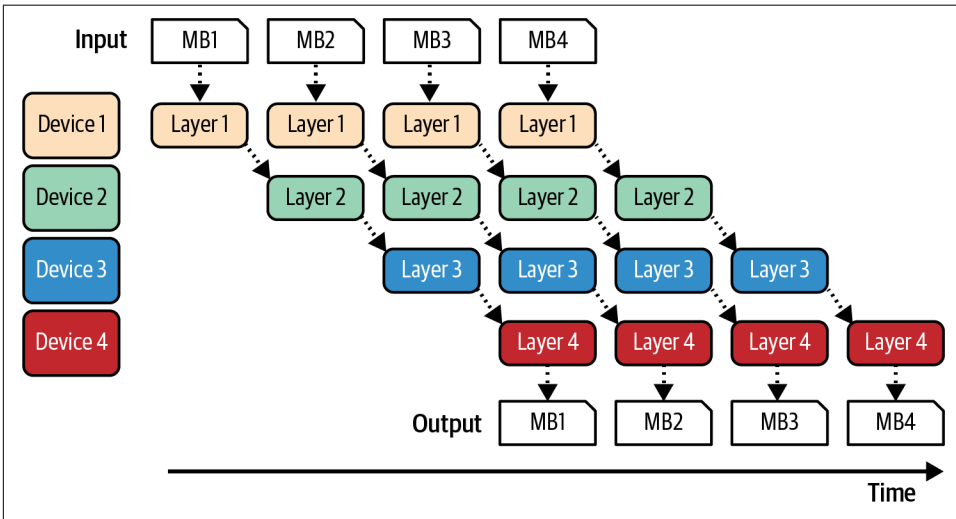 Input MB1 MB2 MB3 MB4
Device 1 Layer 1 Layer 1 Layer 1 Layer 1
Device 2 Layer 2 Layer 2 Layer 2 Layer 2
Device 3 Layer 3 Layer 3 Layer 3 Layer 3
Device 4 Layer 4 Layer 4 Layer 4 Layer 4
Output MB1 MB2 MB3 MB4
Time